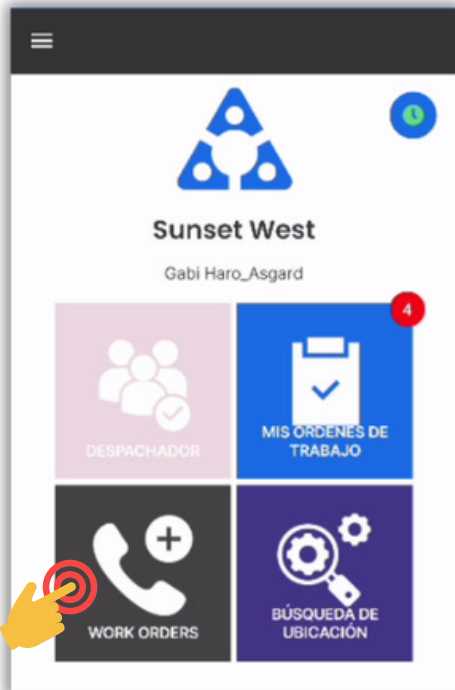 Sunset West
Gabi Haro_Asgard
4
DESPACHADOR
MIS ORDENES DE
TRABAJO
WORK ORDERS
BÚSQUEDA DE
UBICACIÓN